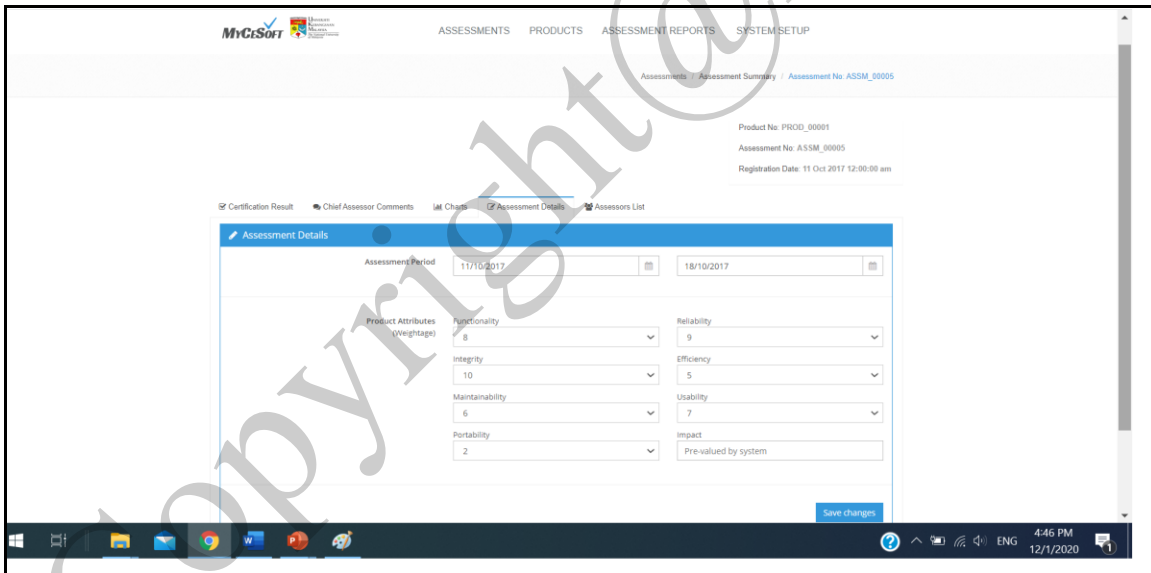 MyCeSoft
ASSESSMENTS PRODUCTS ASSESSMENT REPORTS SYSTEM SETUP
Assessments / Assessment Summary / Assessment No: ASSM_00005
Product No: PROD_00001
Assessment No: ASSM_00005
Registration Date: 11 Oct 2017 12:00:00 am
Certification Result Chief Assessor Comments Charts Assessment Details Assessors List
Assessment Details
Assessment Period 11/10/2017 18/10/2017
Product Attributes Functionality Reliability
(Weightage) 8 9
Integrity Efficiency
10 5
Maintainability Usability
6 7
Portability Impact
2 Pre-valued by system
Save changes
ENG 4:46 PM
12/1/2020
1
Copyright@